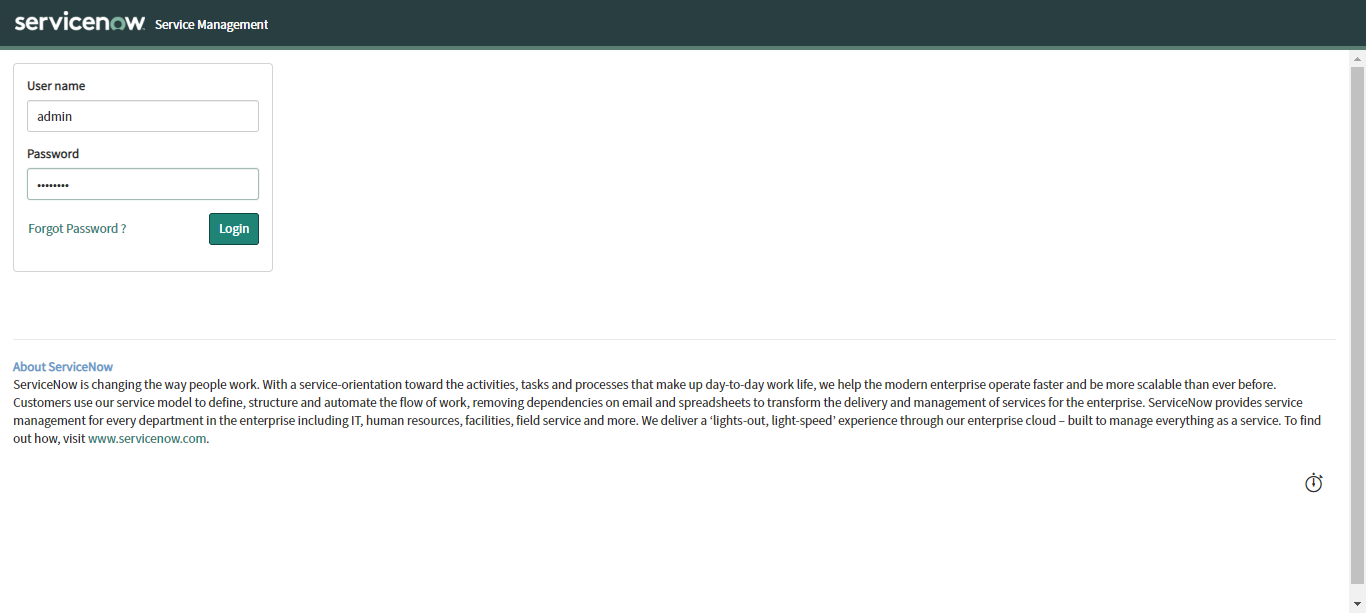 servicenow Service Management
User name
admin
Password
••••••••
Forgot Password ?
Login
About ServiceNow
ServiceNow is changing the way people work. With a service-orientation toward the activities, tasks and processes that make up day-to-day work life, we help the modern enterprise operate faster and be more scalable than ever before.
Customers use our service model to define, structure and automate the flow of work, removing dependencies on email and spreadsheets to transform the delivery and management of services for the enterprise. ServiceNow provides service
management for every department in the enterprise including IT, human resources, facilities, field service and more. We deliver a ‘lights-out, light-speed’ experience through our enterprise cloud – built to manage everything as a service. To find
out how, visit www.servicenow.com.